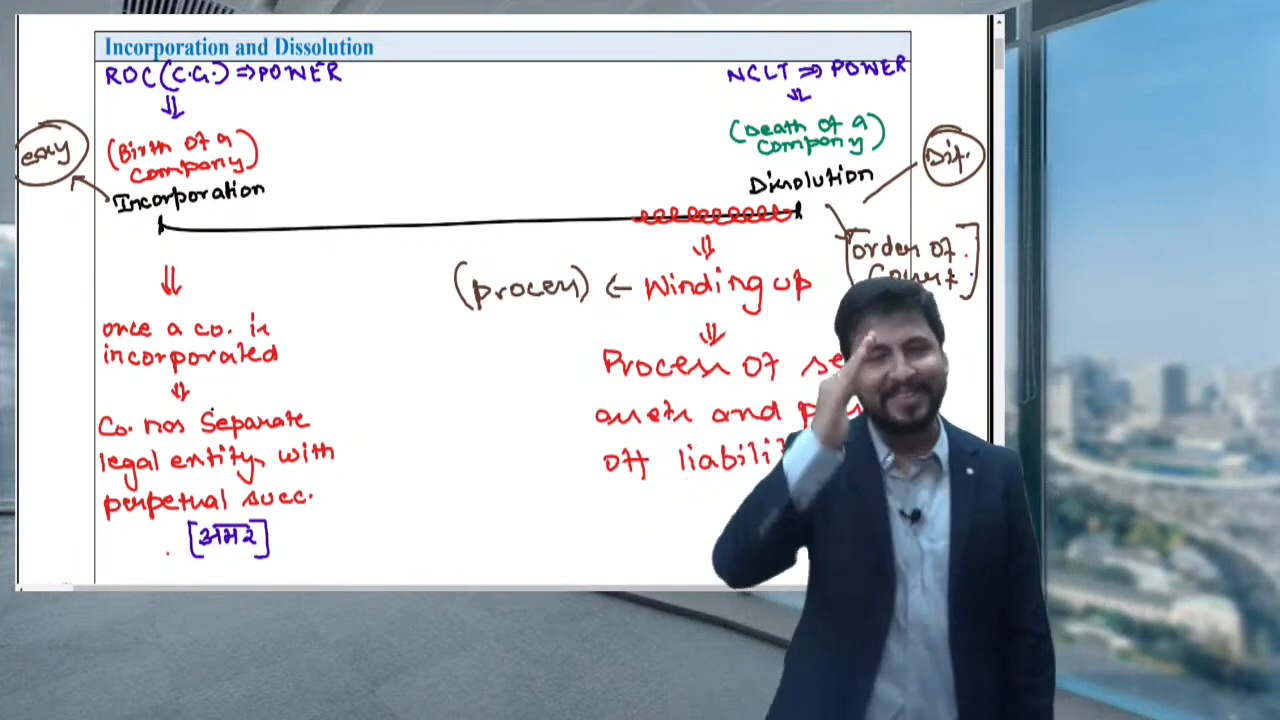 Incorporation and Dissolution
ROC (C.G.) ⇒ POWER
NCLT ⇒ POWER
(Birth of a
company)
(Death of a
company)
easy
Incorporation
Dissolution
Dif.
[order of
Court]
(process) ← Winding up
once a co. is
incorporated
Process of
assets and
off
Co. has separate
legal entity with
perpetual succ.
[अमर]